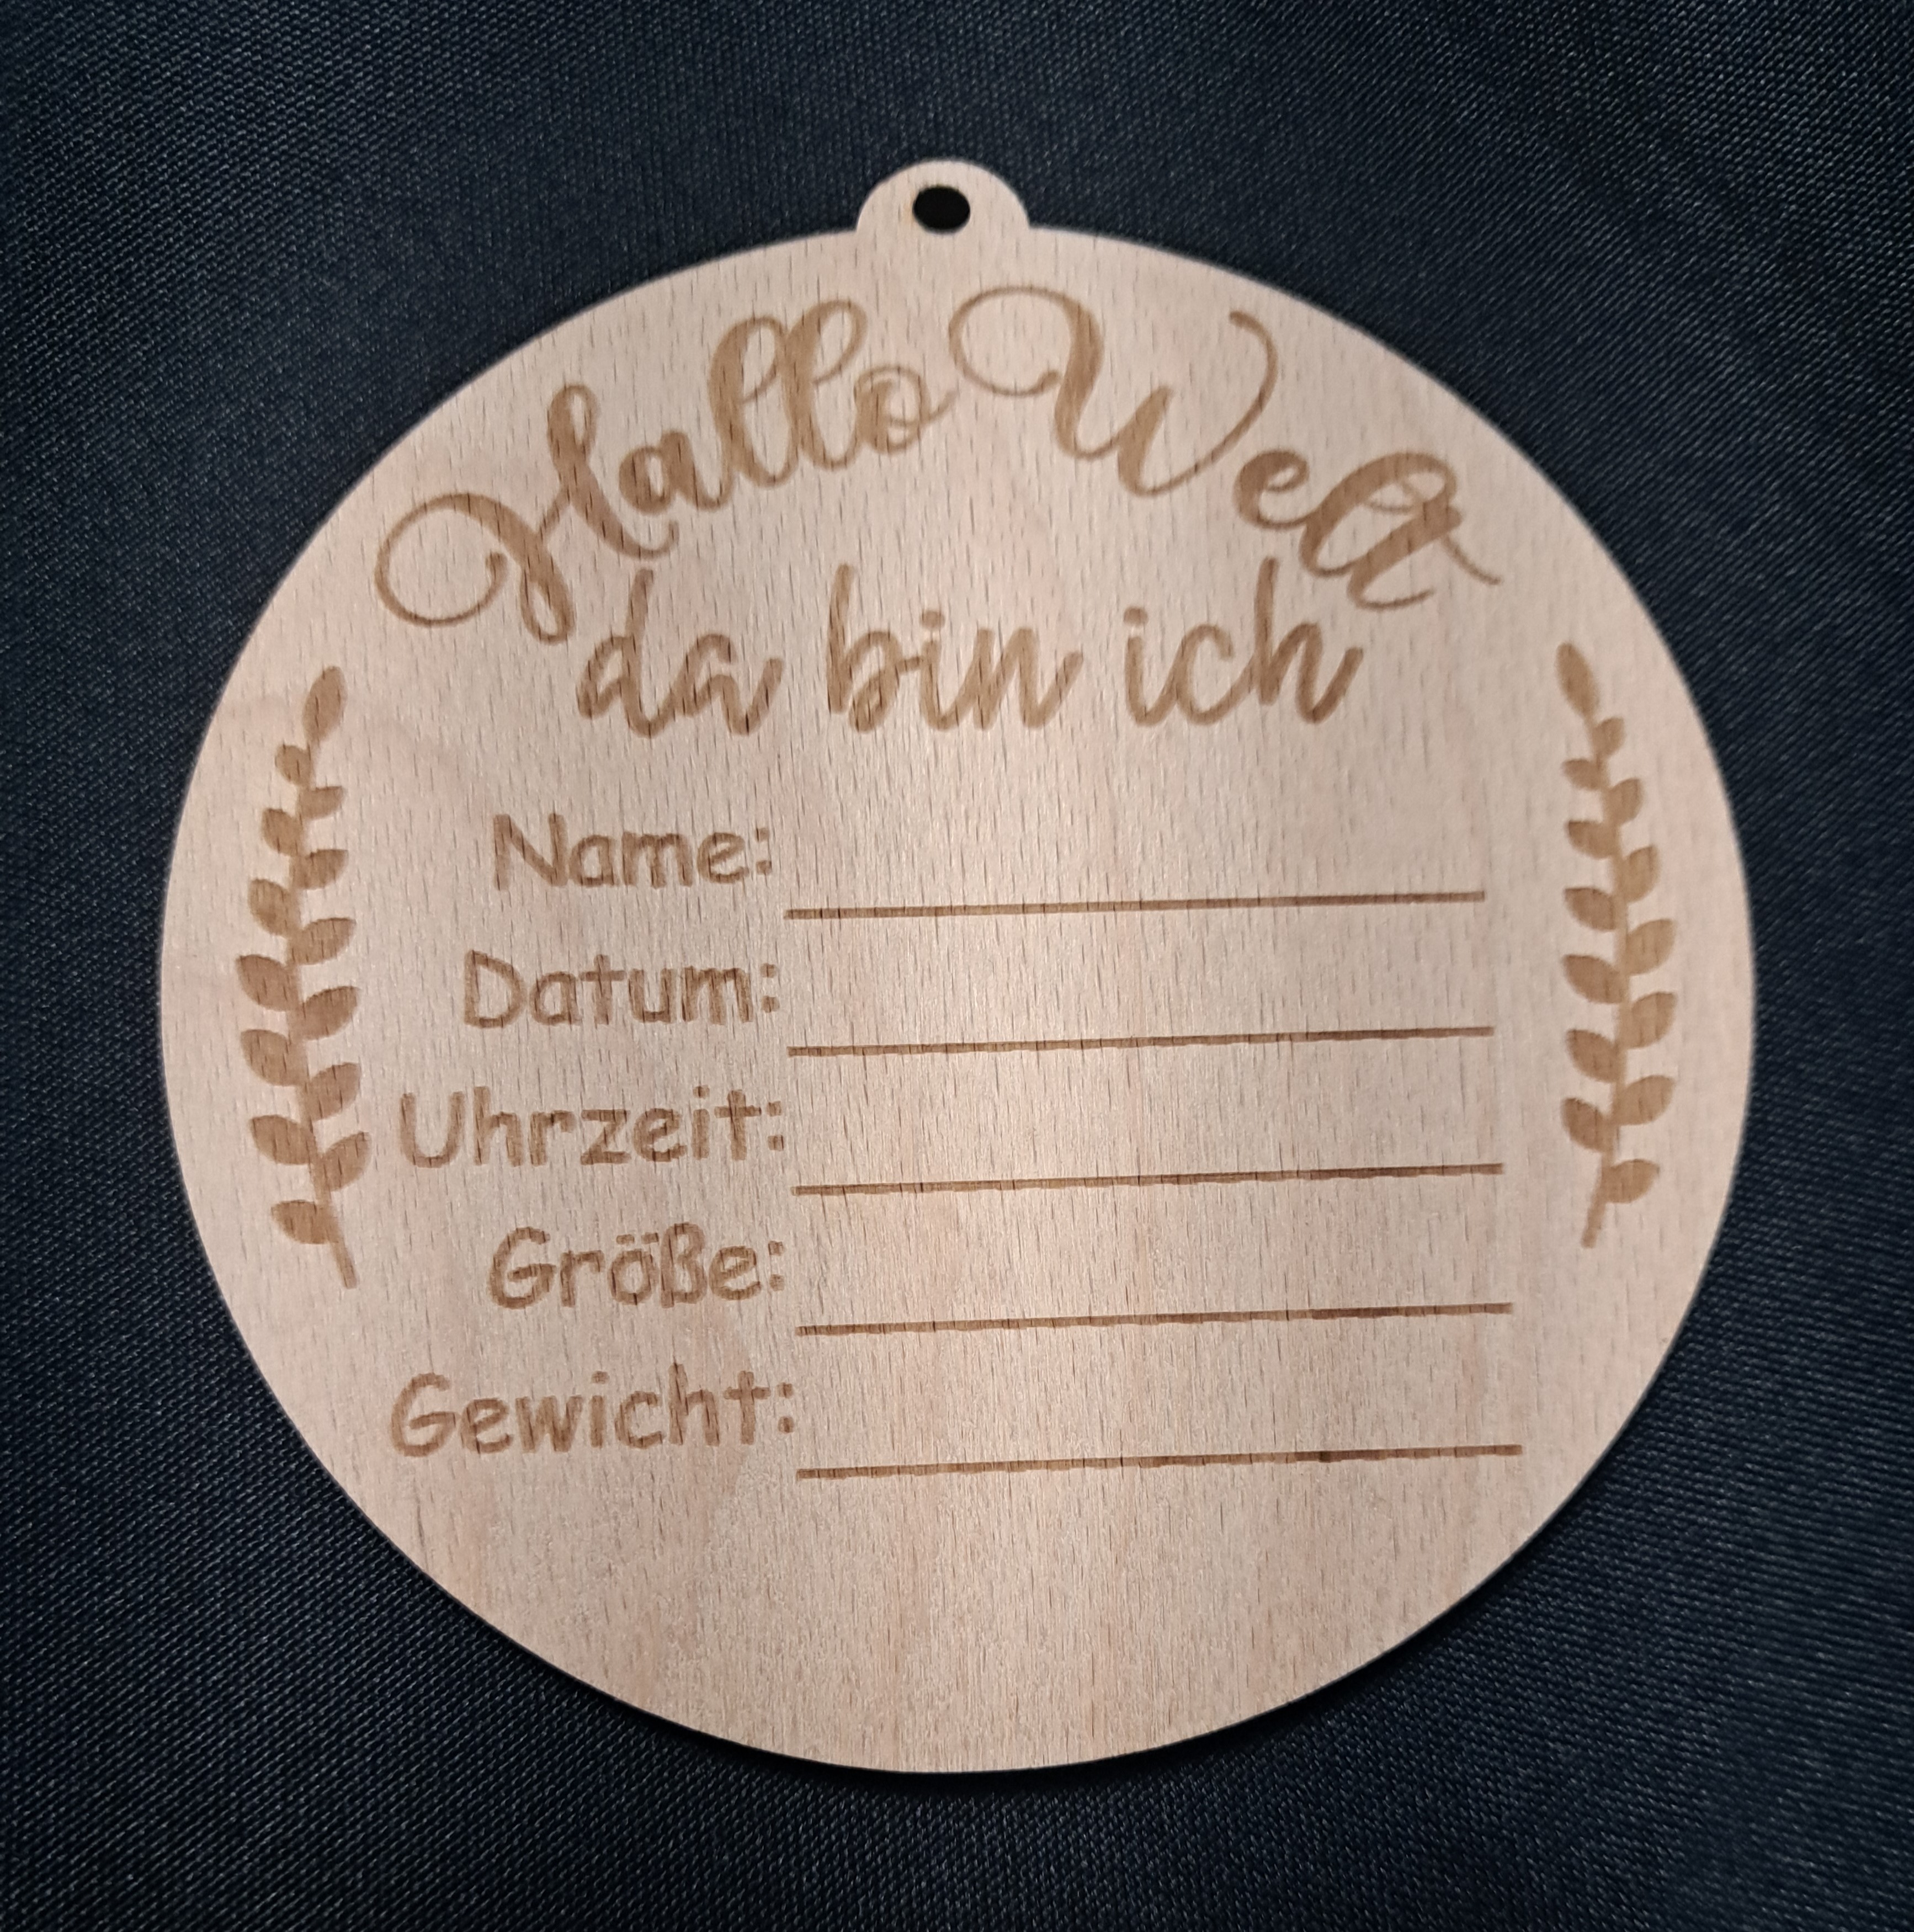 Hallo Welt
da bin ich
Name:
Datum:
Uhrzeit:
Größe:
Gewicht: